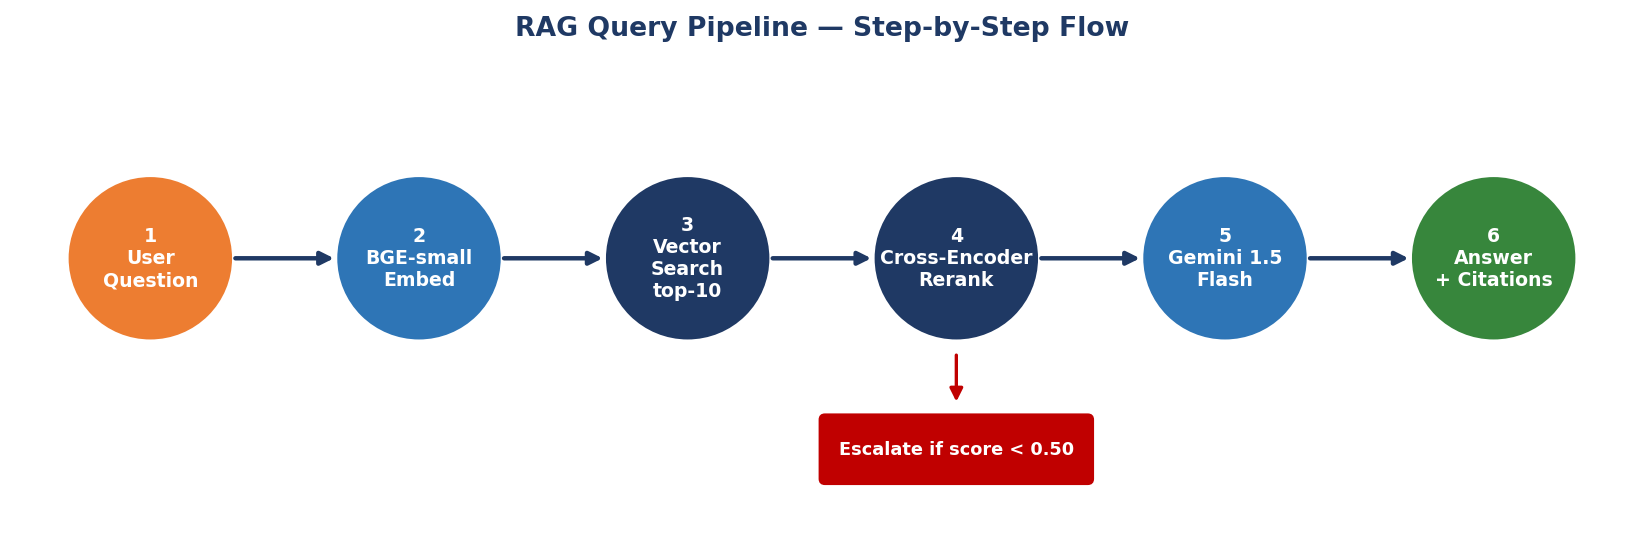 RAG Query Pipeline — Step-by-Step Flow
1
User
Question
2
BGE-small
Embed
3
Vector
Search
top-10
4
Cross-Encoder
Rerank
5
Gemini 1.5
Flash
6
Answer
+ Citations
Escalate if score < 0.50